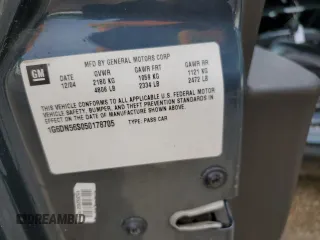 GM
MFD BY GENERAL MOTORS CORP
DATE GVWR GAWR FRT GAWR RR
12/04 2180 KG 1059 KG 1121 KG
4806 LB 2334 LB 2472 LB
THIS VEHICLE CONFORMS TO ALL APPLICABLE U.S. FEDERAL MOTOR
VEHICLE SAFETY, BUMPER, AND THEFT PREVENTION STANDARDS
IN EFFECT ON THE DATE OF MANUFACTURE SHOWN ABOVE.
1G6DN56S050178705
TYPE: PASS CAR
©DREAMBID